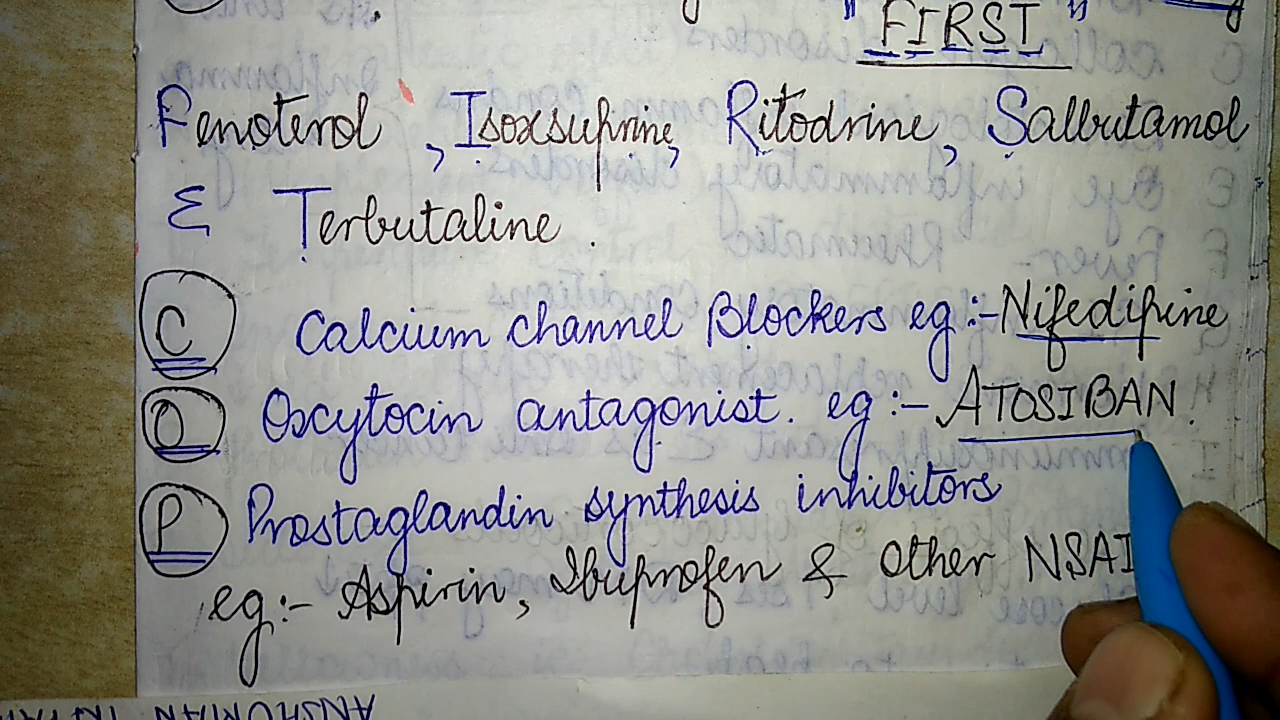 " FIRST "
Fenoterol , Isoxsuprine, Ritodrine, Salbutamol
& Terbutaline .
C Calcium channel Blockers eg :- Nifedipine
O Oxcytocin antagonist. eg :- ATOSIBAN .
P Prostaglandin synthesis inhibitors
eg:- Aspirin, Ibuprofen & Other NSAI